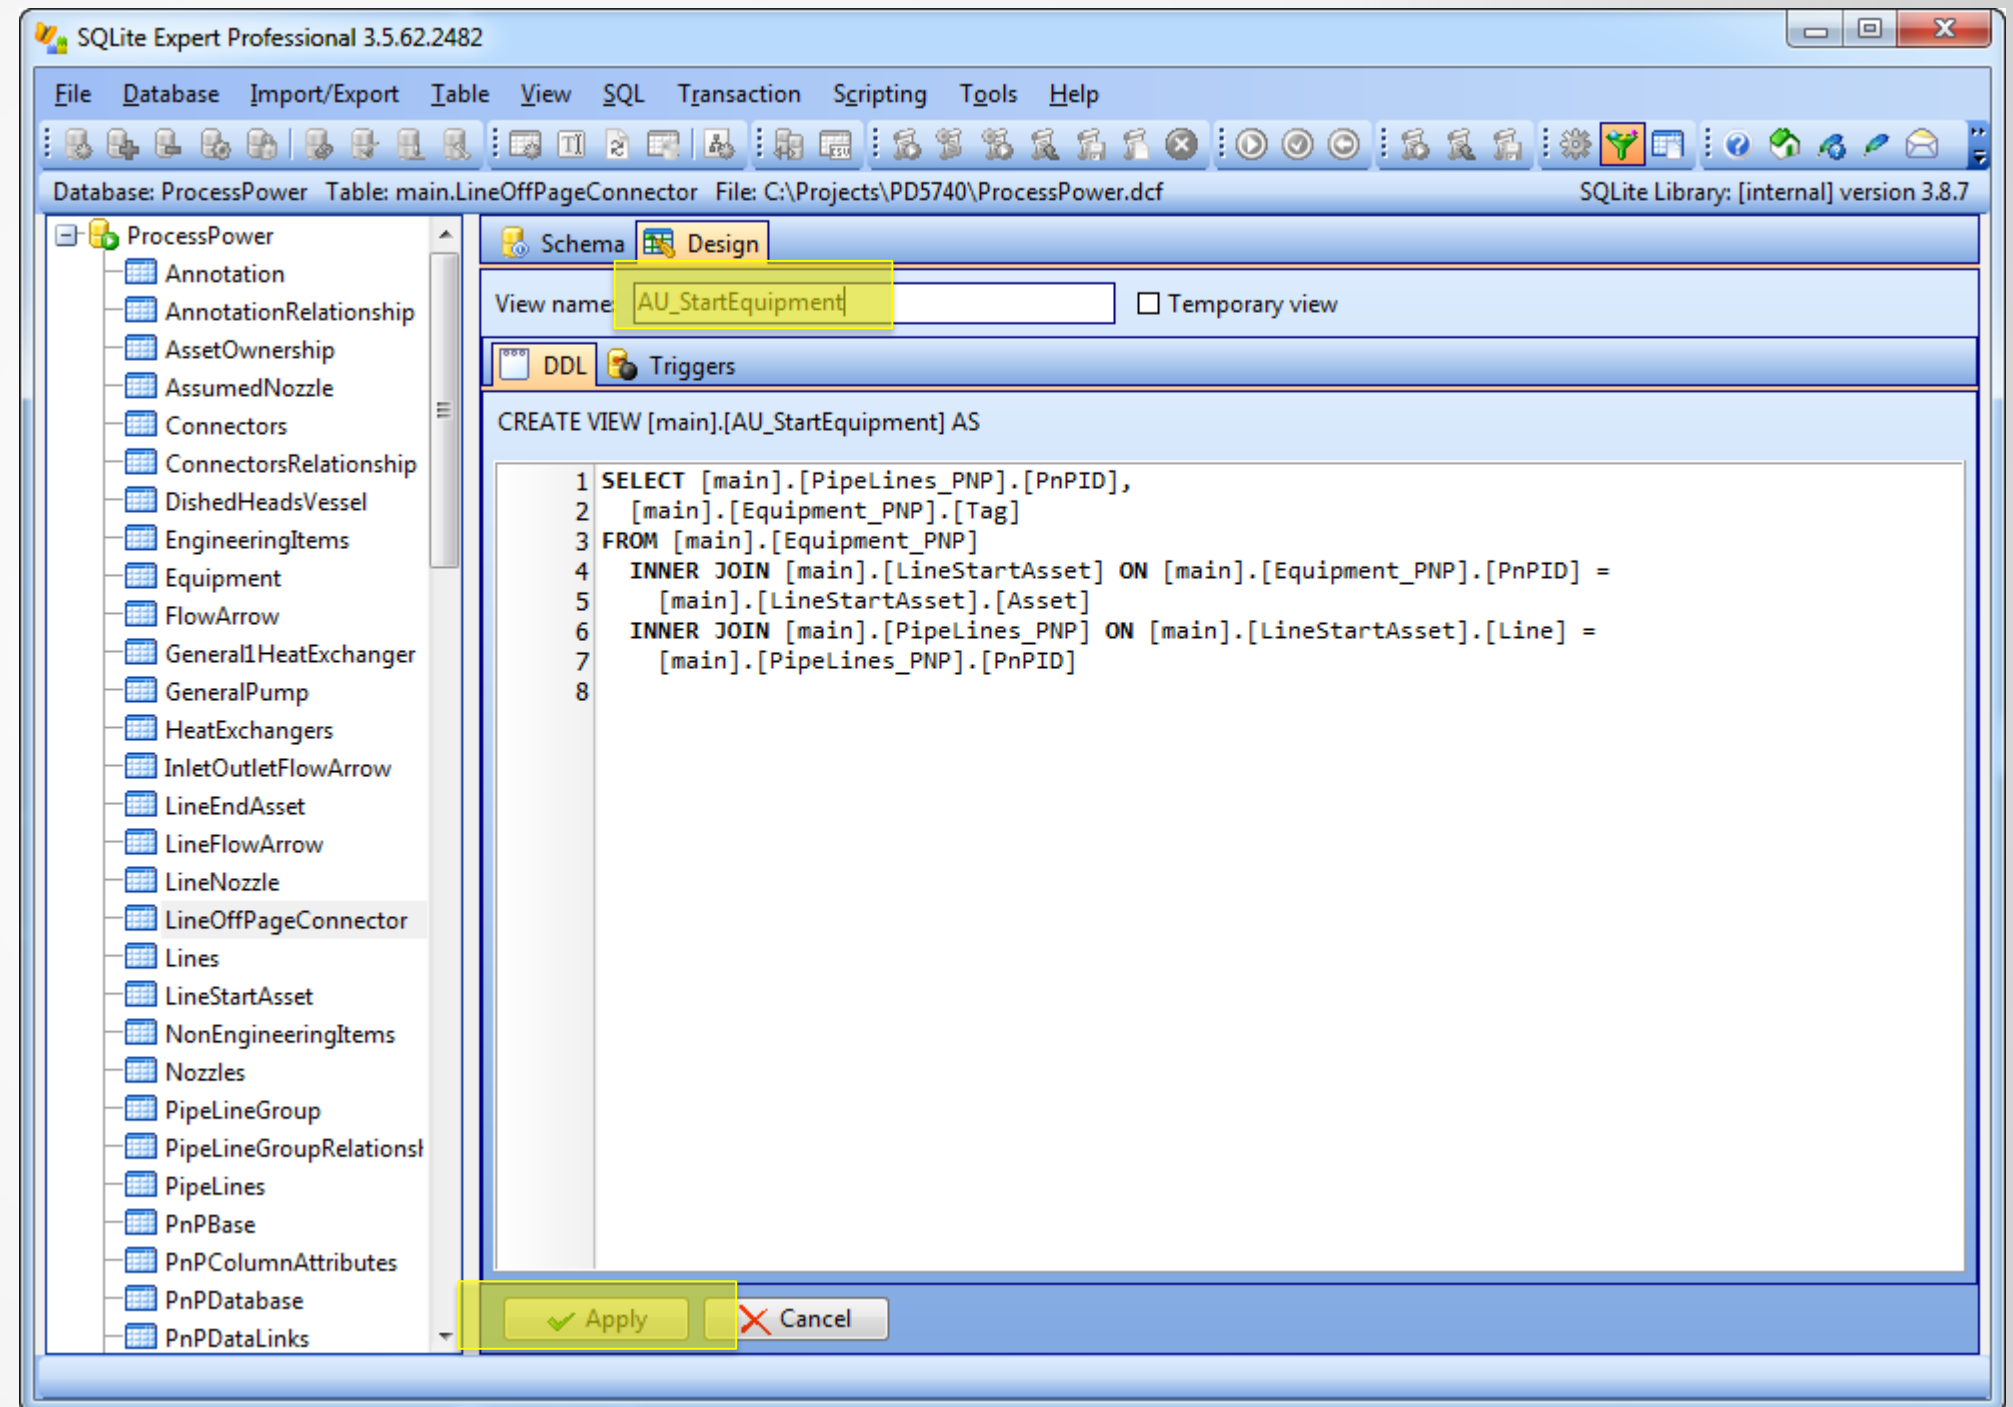 SQLite Expert Professional 3.5.62.2482
File Database Import/Export Table View SQL Transaction Scripting Tools Help
Database: ProcessPower Table: main.LineOffPageConnector File: C:\Projects\PD5740\ProcessPower.dcf SQLite Library: [internal] version 3.8.7
ProcessPower
Annotation
AnnotationRelationship
AssetOwnership
AssumedNozzle
Connectors
ConnectorsRelationship
DishedHeadsVessel
EngineeringItems
Equipment
FlowArrow
General1HeatExchanger
GeneralPump
HeatExchangers
InletOutletFlowArrow
LineEndAsset
LineFlowArrow
LineNozzle
LineOffPageConnector
Lines
LineStartAsset
NonEngineeringItems
Nozzles
PipeLineGroup
PipeLineGroupRelationsh
PipeLines
PnPBase
PnPColumnAttributes
PnPDatabase
PnPDataLinks
Schema Design
View name: AU_StartEquipment Temporary view
DDL Triggers
CREATE VIEW [main].[AU_StartEquipment] AS
1 SELECT [main].[PipeLines_PNP].[PnPID],
2 [main].[Equipment_PNP].[Tag]
3 FROM [main].[Equipment_PNP]
4 INNER JOIN [main].[LineStartAsset] ON [main].[Equipment_PNP].[PnPID] =
5 [main].[LineStartAsset].[Asset]
6 INNER JOIN [main].[PipeLines_PNP] ON [main].[LineStartAsset].[Line] =
7 [main].[PipeLines_PNP].[PnPID]
8
Apply Cancel